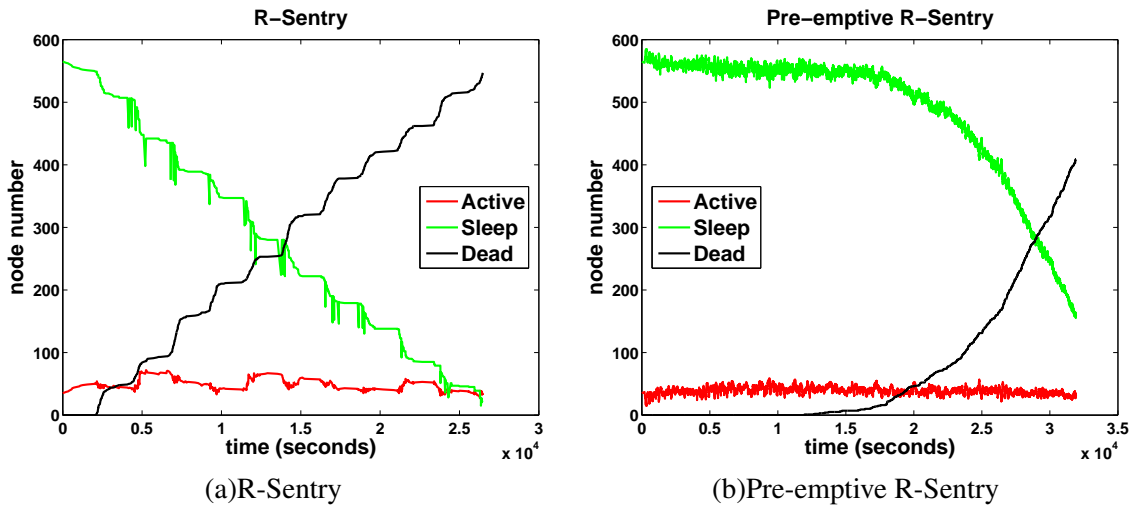 R-Sentry
600
500
400
300
200
100
0
node number
Active
Sleep
Dead
0 0.5 1 1.5 2 2.5 3
x 10^4
time (seconds)
(a)R-Sentry
Pre-emptive R-Sentry
600
500
400
300
200
100
0
node number
Active
Sleep
Dead
0 0.5 1 1.5 2 2.5 3 3.5
x 10^4
time (seconds)
(b)Pre-emptive R-Sentry